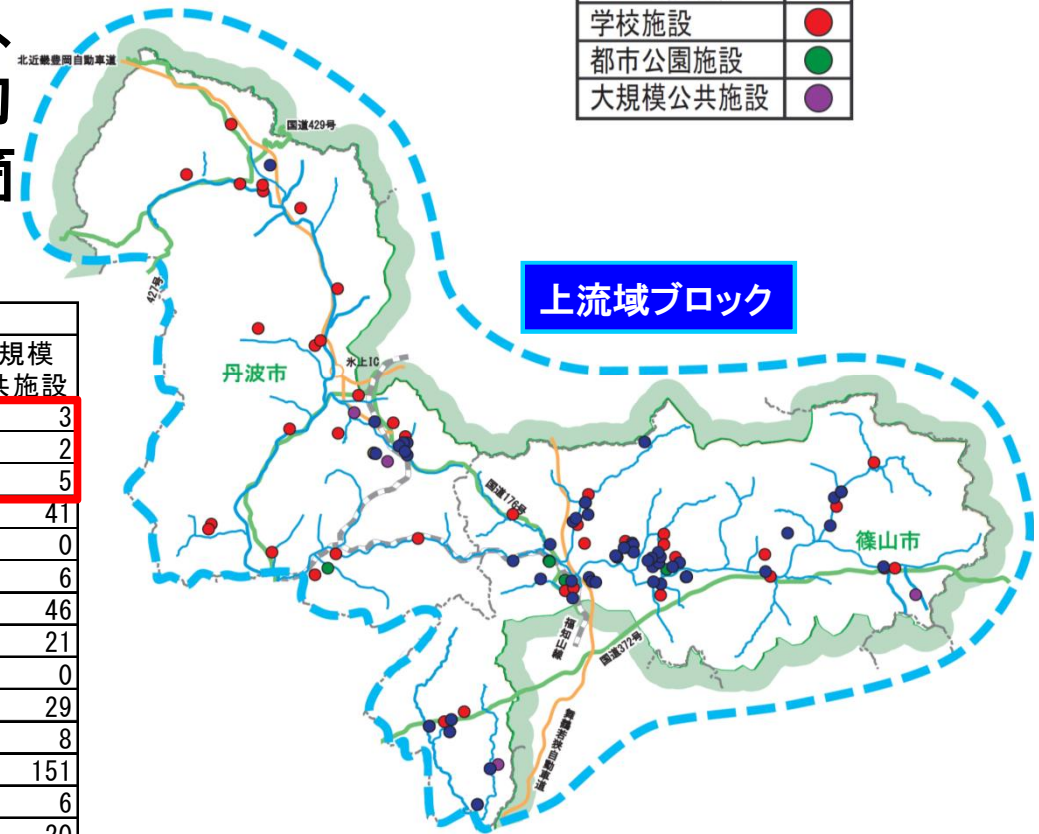 学校施設
都市公園施設
大規模公共施設
北近畿豊岡自動車道
国道429号
427号
上流域ブロック
氷上IC
丹波市
国道176号
篠山市
福知山線
国道372号
舞鶴若狭自動車道
規模
施設
3
2
5
41
0
6
46
21
0
29
8
151
6